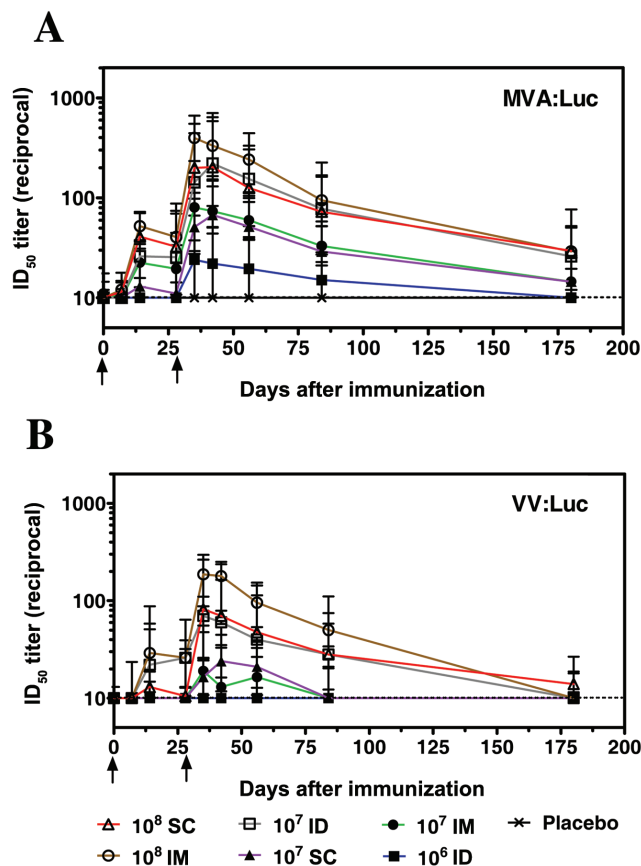 A
MVA:Luc
ID₅₀ titer (reciprocal)
1000
100
10
0 25 50 75 100 125 150 175 200
Days after immunization
B
VV:Luc
ID₅₀ titer (reciprocal)
1000
100
10
0 25 50 75 100 125 150 175 200
Days after immunization
10⁸ SC 10⁷ ID 10⁷ IM Placebo
10⁸ IM 10⁷ SC 10⁶ ID